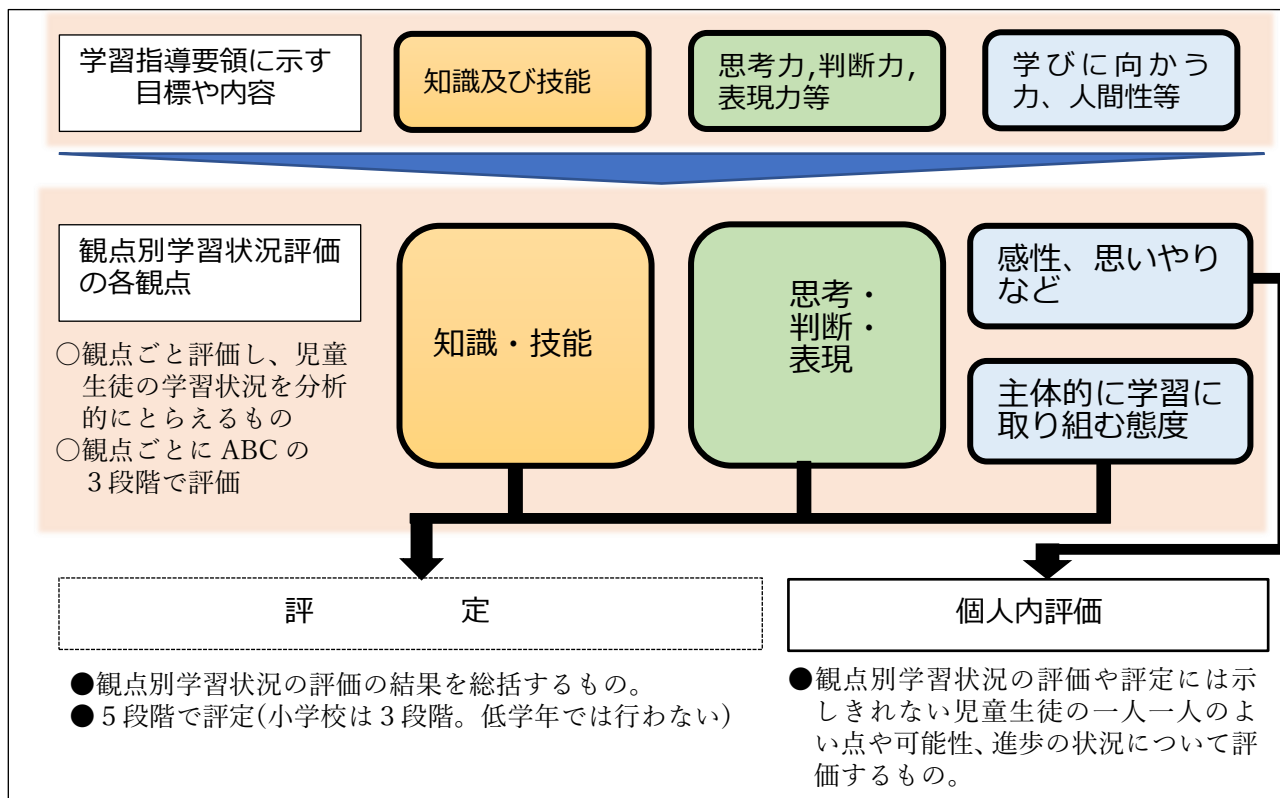 学習指導要領に示す
目標や内容
知識及び技能
思考力,判断力,
表現力等
学びに向かう
力、人間性等
観点別学習状況評価
の各観点
○観点ごと評価し、児童
生徒の学習状況を分析
的にとらえるもの
○観点ごとに ABC の
３段階で評価
知識・技能
思考・
判断・
表現
感性、思いやり
など
主体的に学習に
取り組む態度
評　定
●観点別学習状況の評価の結果を総括するもの。
●５段階で評定(小学校は３段階。低学年では行わない)
個人内評価
●観点別学習状況の評価や評定には示
しきれない児童生徒の一人一人のよ
い点や可能性、進歩の状況について評
価するもの。